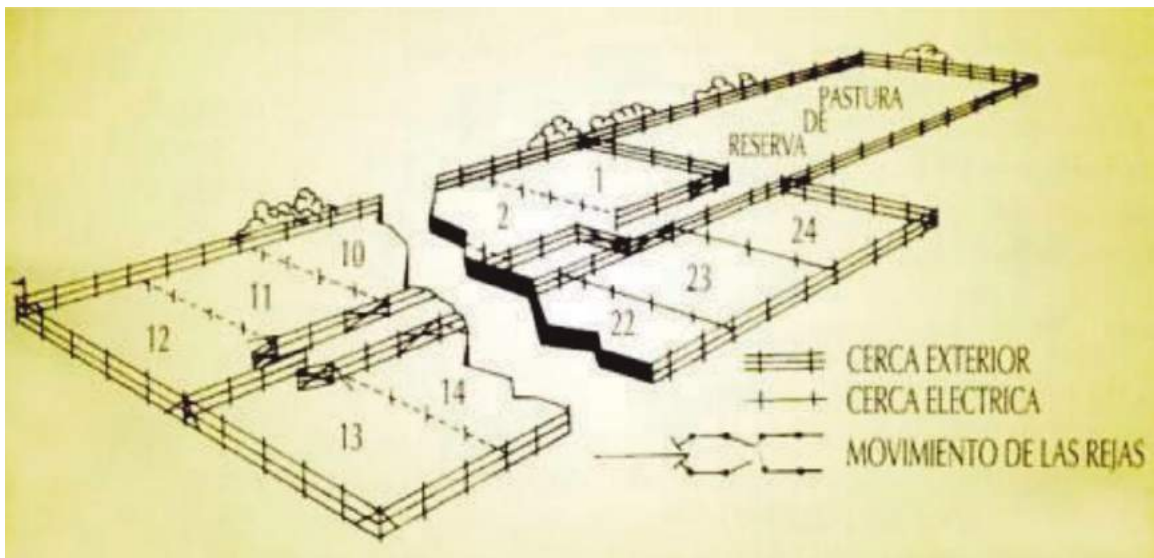 PASTURA
DE
RESERVA
1
2
10
11
12
24
23
22
14
13
CERCA EXTERIOR
CERCA ELECTRICA
MOVIMIENTO DE LAS REJAS